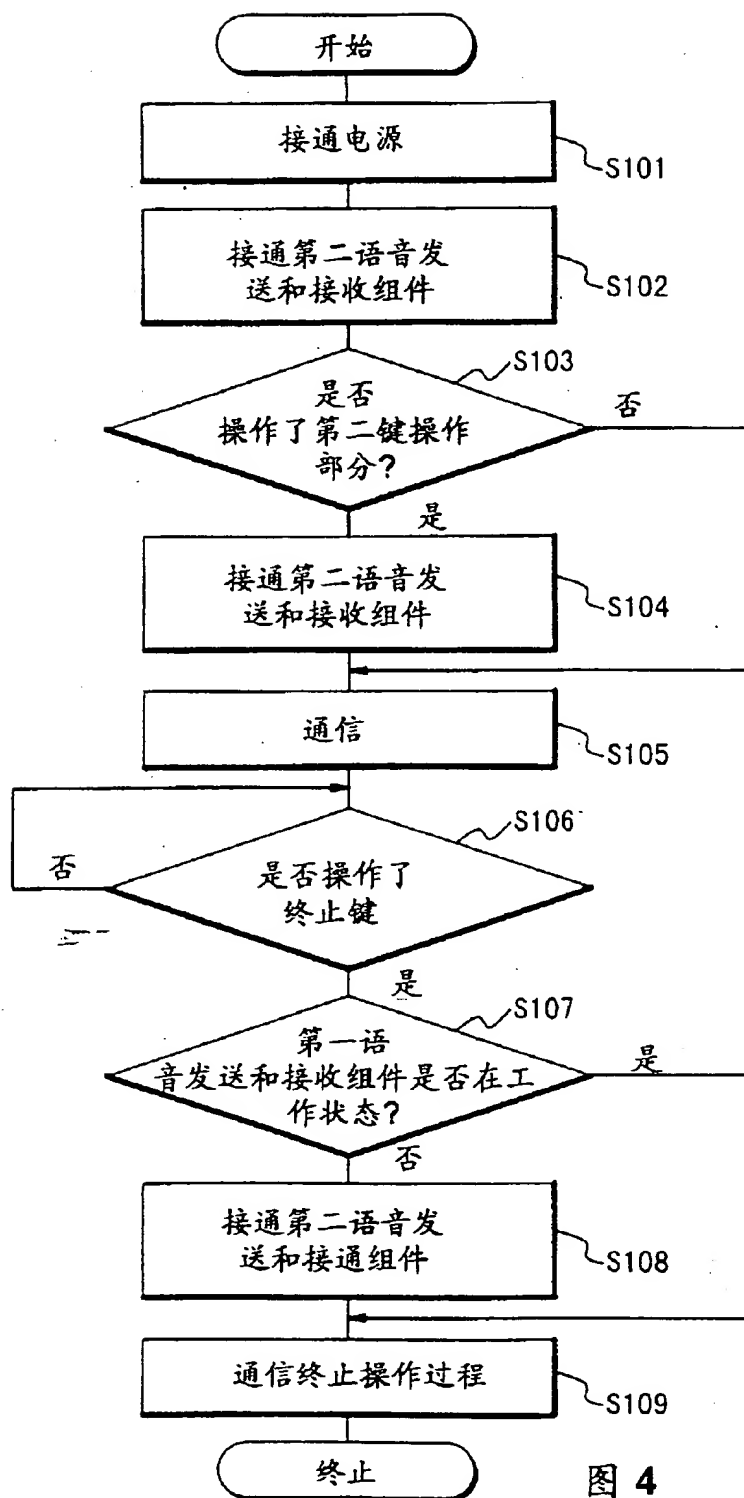 开始
接通电源
S101
接通第二语音发
送和接收组件
S102
S103
是否
操作了第二键操作
部分?
否
是
接通第二语音发
送和接收组件
S104
通信
S105
S106
否
是否操作了
终止键
是
S107
第一语
音发送和接收组件是否在工
作状态?
是
否
接通第二语音发
送和接通组件
S108
通信终止操作过程
S109
终止
图 4